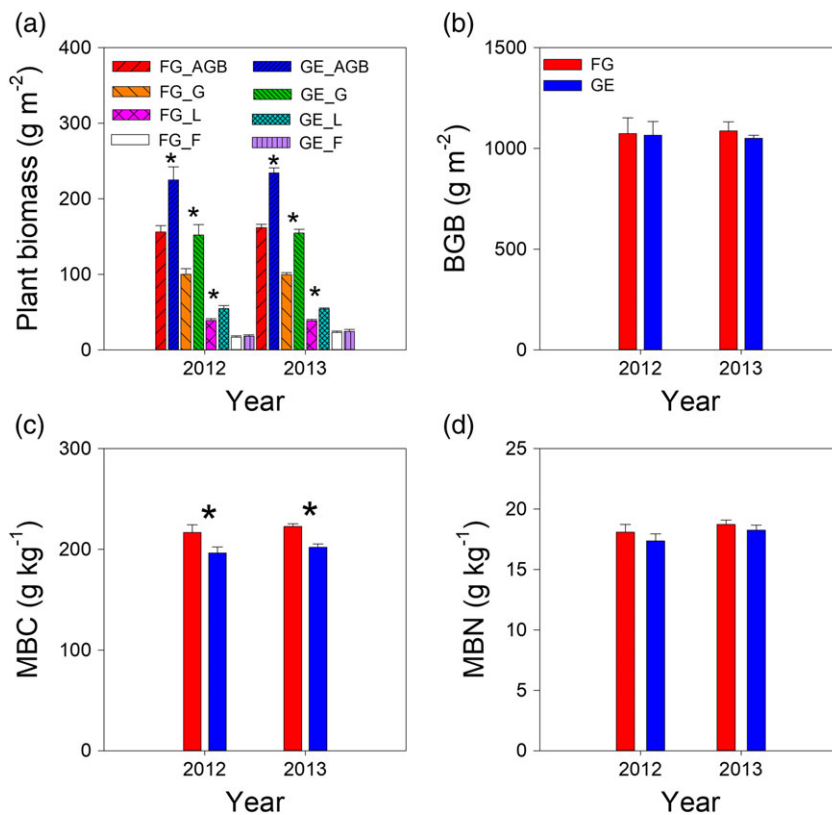 (a)
400
300
200
100
0
Plant biomass (g m⁻²)
FG_AGB
FG_G
FG_L
FG_F
GE_AGB
GE_G
GE_L
GE_F
* * *
* * *
2012 2013
Year
(b)
1500
1000
500
0
BGB (g m⁻²)
FG
GE
2012 2013
Year
(c)
300
200
100
0
MBC (g kg⁻¹)
* *
2012 2013
Year
(d)
25
20
15
10
5
0
MBN (g kg⁻¹)
2012 2013
Year